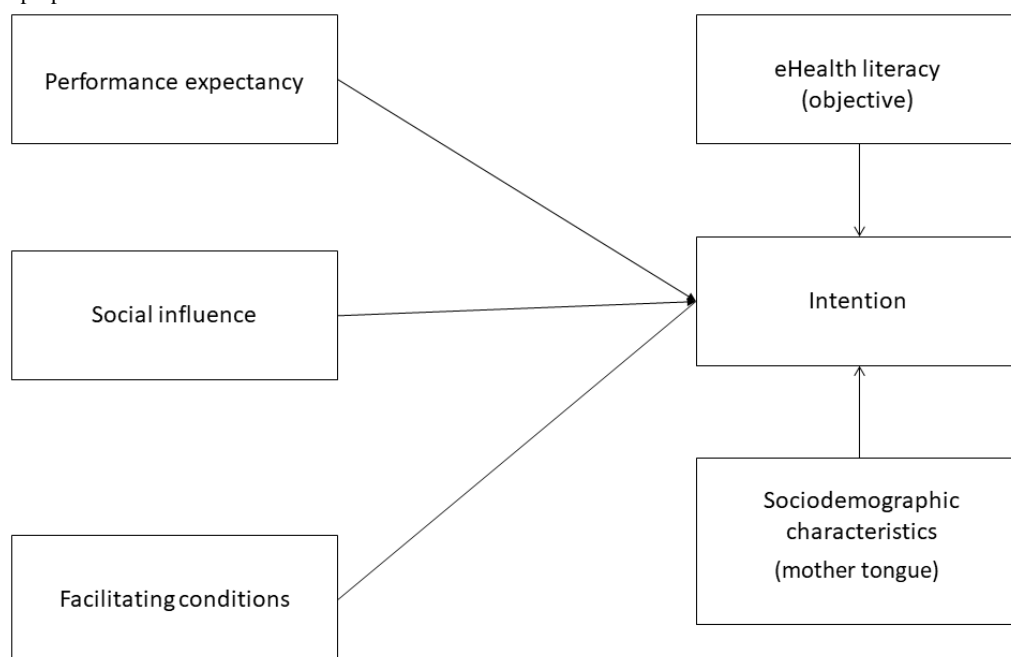 Performance expectancy
eHealth literacy
(objective)
Social influence
Intention
Facilitating conditions
Sociodemographic
characteristics
(mother tongue)